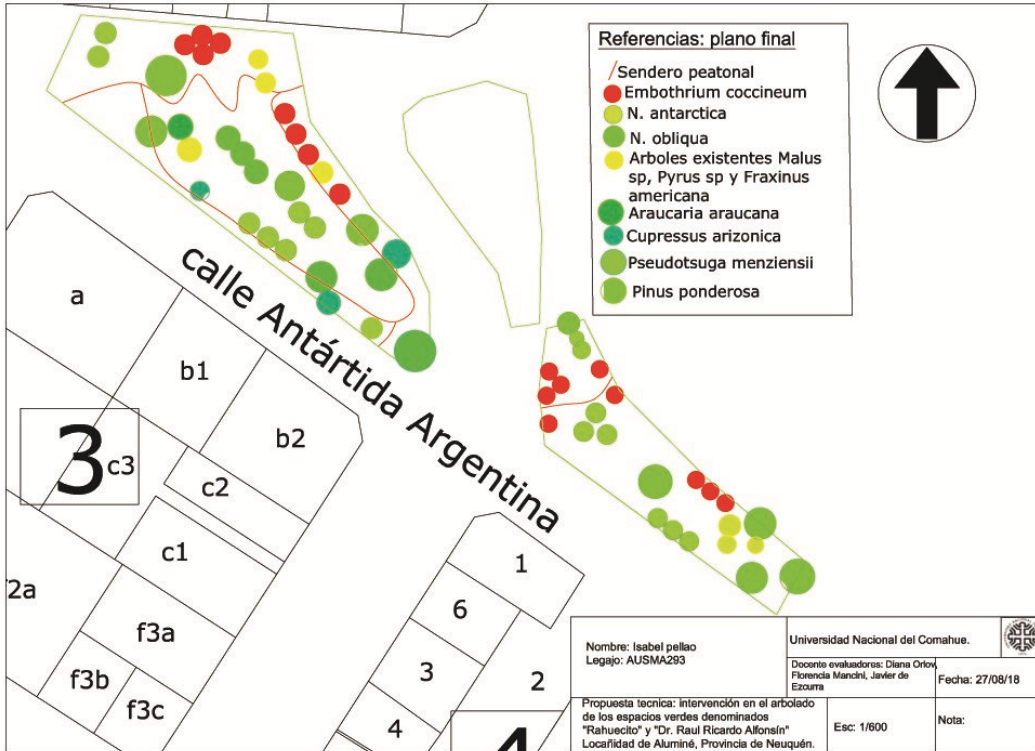 Referencias: plano final
Sendero peatonal
Embothrium coccineum
N. antarctica
N. obliqua
Arboles existentes Malus
sp, Pyrus sp y Fraxinus
americana
Araucaria araucana
Cupressus arizonica
Pseudotsuga menziensii
Pinus ponderosa
calle Antártida Argentina
a
b1
b2
3
c3
c2
c1
/2a
f3a
f3b
f3c
1
6
3
2
4
4
Nombre: Isabel pellao
Legajo: AUSMA293
Universidad Nacional del Comahue.
Docente evaluadores: Diana Orlov,
Florencia Mancini, Javier de
Ezcurra
Fecha: 27/08/18
Propuesta tecnica: intervención en el arbolado
de los espacios verdes denominados
"Rahuecito" y "Dr. Raul Ricardo Alfonsín"
Locañidad de Aluminé, Provincia de Neuquén.
Esc: 1/600
Nota: